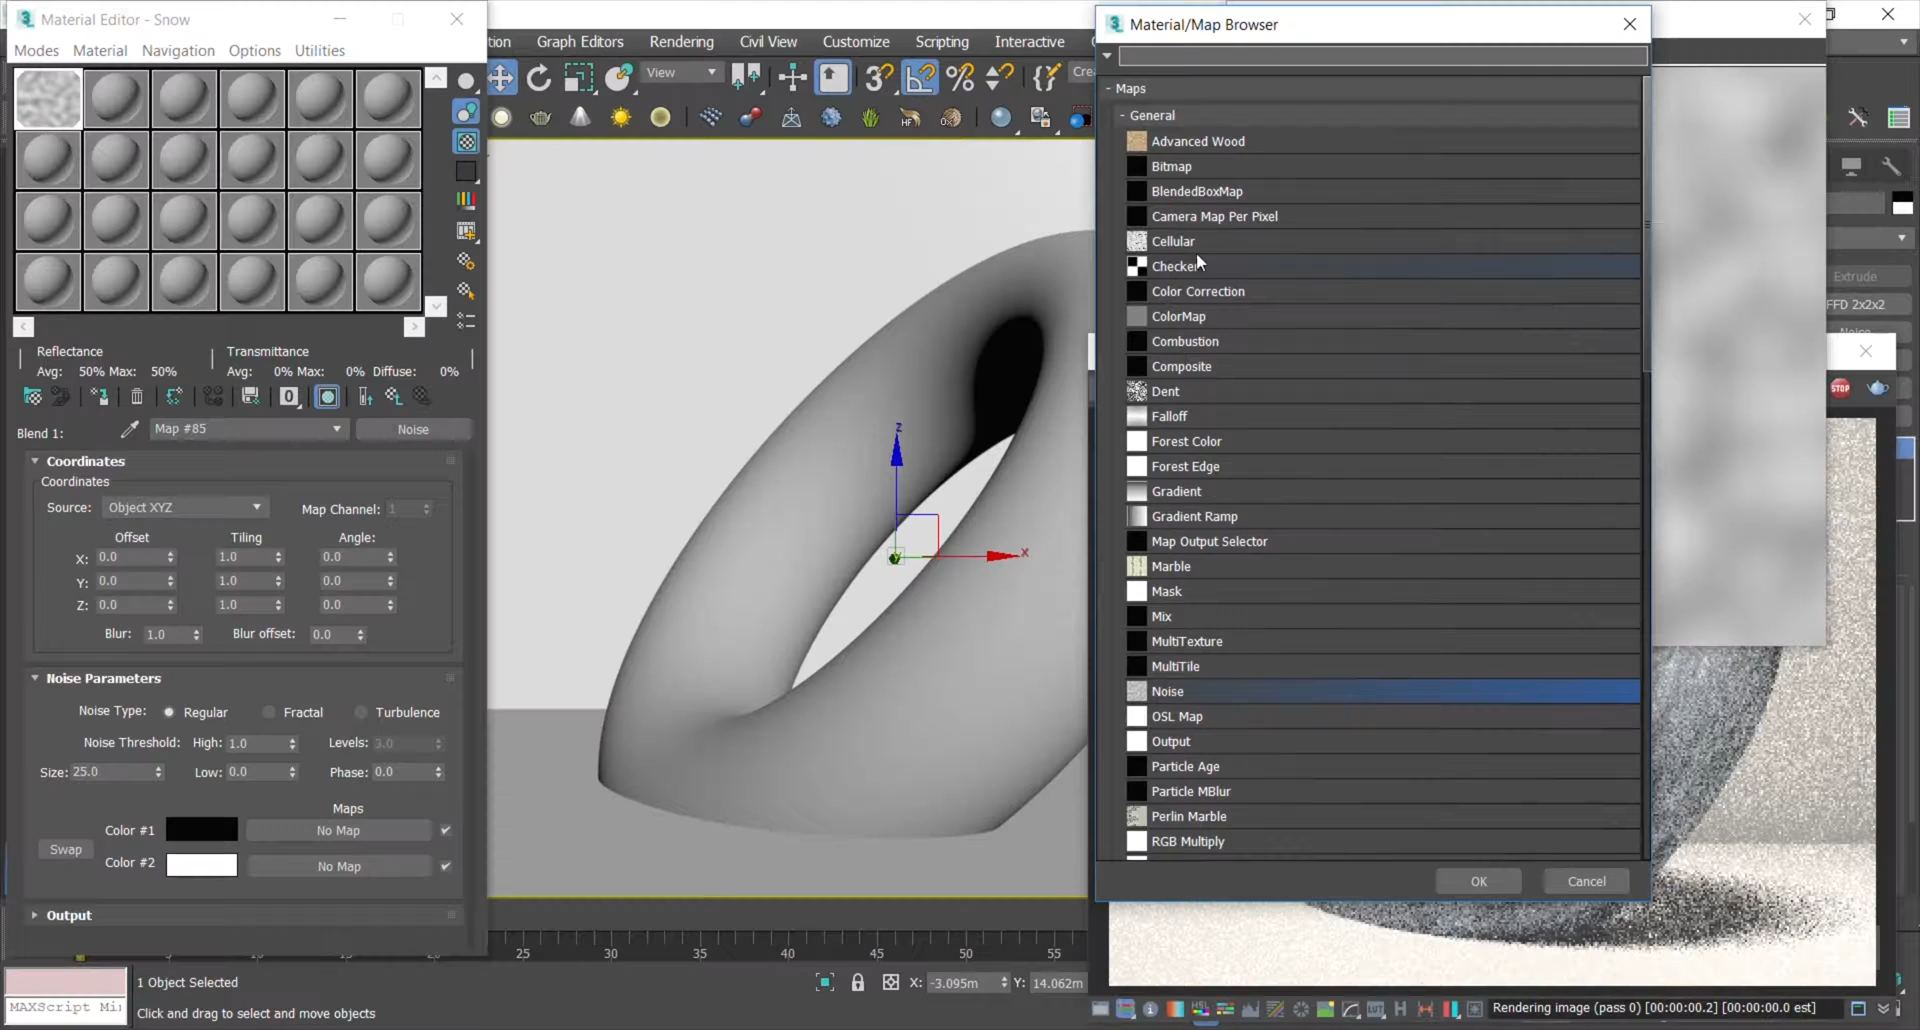 Material Editor - Snow
Modes Material Navigation Options Utilities
Reflectance
Avg: 50% Max: 50%
Transmittance
Avg: 0% Max: 0% Diffuse: 0%
Blend 1: Map #85 Noise
Coordinates
Coordinates
Source: Object XYZ Map Channel: 1
Offset Tiling Angle:
X: 0.0 1.0 0.0
Y: 0.0 1.0 0.0
Z: 0.0 1.0 0.0
Blur: 1.0 Blur offset: 0.0
Noise Parameters
Noise Type: Regular Fractal Turbulence
Noise Threshold: High: 1.0 Levels: 3.0
Size: 25.0 Low: 0.0 Phase: 0.0
Maps
Color #1 No Map
Swap
Color #2 No Map
Output
Graph Editors Rendering Civil View Customize Scripting Interactive
View
z
x
Material/Map Browser
- Maps
- General
Advanced Wood
Bitmap
BlendedBoxMap
Camera Map Per Pixel
Cellular
Checker
Color Correction
ColorMap
Combustion
Composite
Dent
Falloff
Forest Color
Forest Edge
Gradient
Gradient Ramp
Map Output Selector
Marble
Mask
Mix
MultiTexture
MultiTile
Noise
OSL Map
Output
Particle Age
Particle MBlur
Perlin Marble
RGB Multiply
OK Cancel
Extrude
FFD 2x2x2
STOP
25 35 40 45 50 55
1 Object Selected
X: -3.095m Y: 14.062m
MAXScript Mi
Click and drag to select and move objects
Rendering image (pass 0) [00:00:00.2] [00:00:00.0 est]